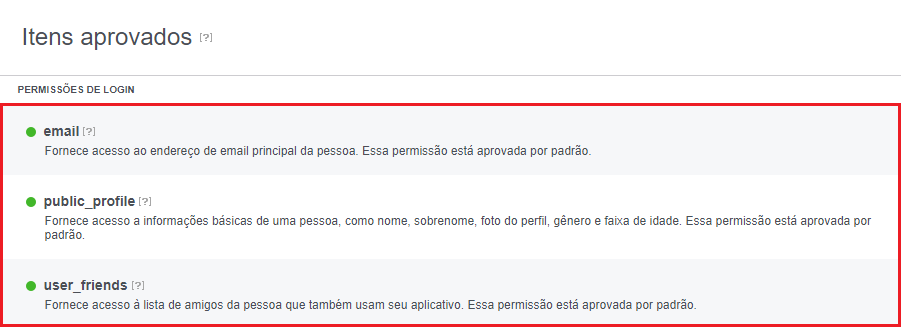 Itens aprovados [?]
PERMISSÕES DE LOGIN
email [?]
Fornece acesso ao endereço de email principal da pessoa. Essa permissão está aprovada por padrão.
public_profile [?]
Fornece acesso a informações básicas de uma pessoa, como nome, sobrenome, foto do perfil, gênero e faixa de idade. Essa permissão está aprovada por
padrão.
user_friends [?]
Fornece acesso à lista de amigos da pessoa que também usam seu aplicativo. Essa permissão está aprovada por padrão.